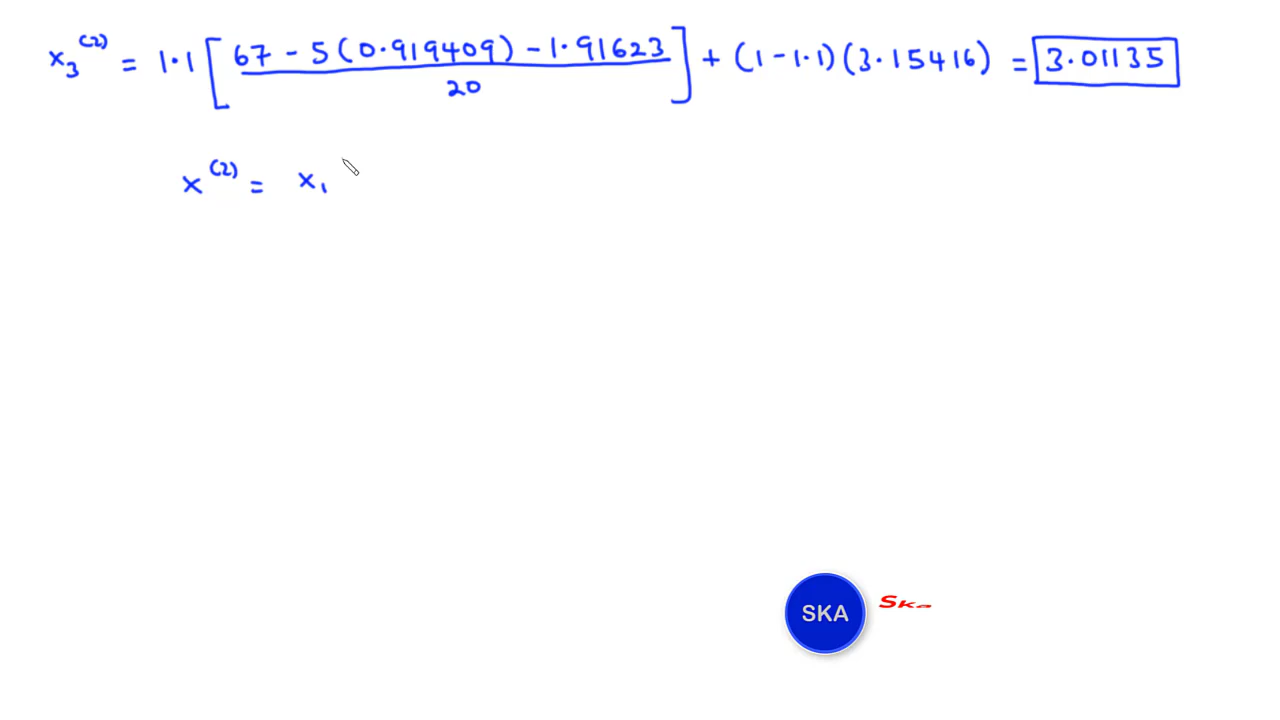 x₃⁽²⁾ = 1·1 [ (67 - 5(0·919409) - 1·91623) / 20 ] + (1 - 1·1)(3·15416) = 3·01135
x⁽²⁾ = x₁
SKA Ska